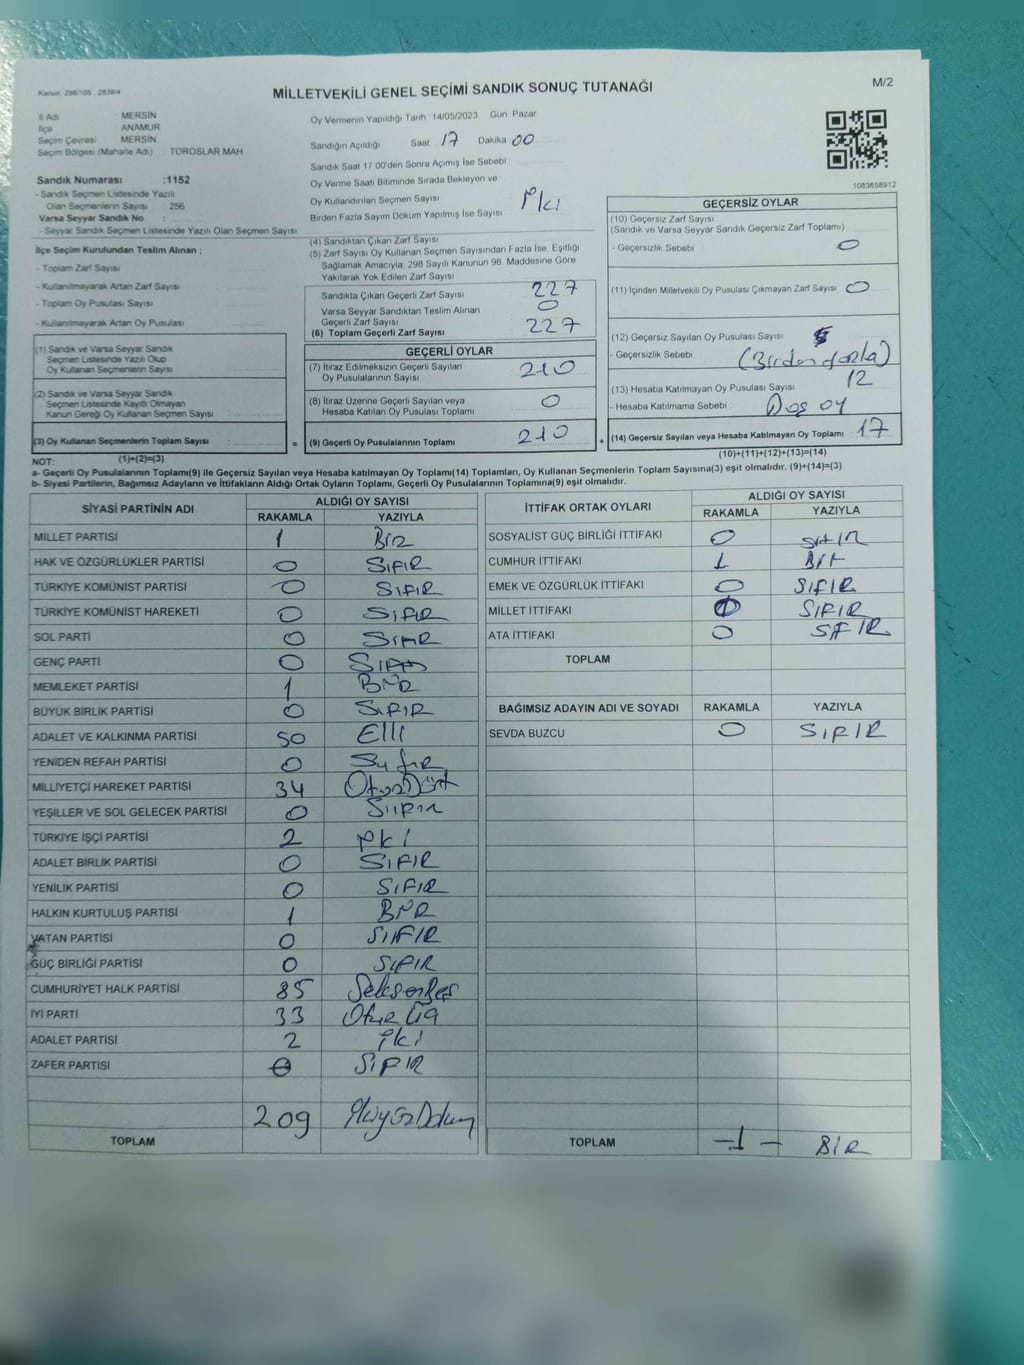 Kanun: 298/105 , 2839/4
MİLLETVEKİLİ GENEL SEÇİMİ SANDIK SONUÇ TUTANAĞI
M/2
İl Adı MERSİN
İlçe ANAMUR
Seçim Çevresi MERSİN
Seçim Bölgesi (Mahalle Adı) : TOROSLAR MAH
Sandık Numarası :1152
- Sandık Seçmen Listesinde Yazılı
Olan Seçmenlerin Sayısı : 256
Varsa Seyyar Sandık No :
- Seyyar Sandık Seçmen Listesinde Yazılı Olan Seçmen Sayısı
İlçe Seçim Kurulundan Teslim Alınan ;
- Toplam Zarf Sayısı
- Kullanılmayarak Artan Zarf Sayısı
- Toplam Oy Pusulası Sayısı
- Kullanılmayarak Artan Oy Pusulası
(1) Sandık ve Varsa Seyyar Sandık
Seçmen Listesinde Yazılı Olup
Oy Kullanan Seçmenlerin Sayısı
(2) Sandık ve Varsa Seyyar Sandık
Seçmen Listesinde Kayıtlı Olmayan
Kanun Gereği Oy Kullanan Seçmen Sayısı :
(3) Oy Kullanan Seçmenlerin Toplam Sayısı :
(1)+(2)=(3)
Oy Vermenin Yapıldığı Tarih 14/05/2023 Gün Pazar
Sandığın Açıldığı Saat 17 Dakika 00
Sandık Saat 17.00'den Sonra Açılmış İse Sebebi
Oy Verme Saati Bitiminde Sırada Bekleyen ve
Oy Kullandırılan Seçmen Sayısı
Birden Fazla Sayım Döküm Yapılmış İse Sayısı İki
(4) Sandıktan Çıkan Zarf Sayısı
(5) Zarf Sayısı Oy Kullanan Seçmen Sayısından Fazla İse, Eşitliği
Sağlamak Amacıyla, 298 Sayılı Kanunun 98. Maddesine Göre
Yakılarak Yok Edilen Zarf Sayısı
Sandıkta Çıkan Geçerli Zarf Sayısı 227
Varsa Seyyar Sandıktan Teslim Alınan
Geçerli Zarf Sayısı 0
(6) Toplam Geçerli Zarf Sayısı 227
GEÇERLİ OYLAR
(7) İtiraz Edilmeksizin Geçerli Sayılan
Oy Pusulalarının Sayısı 210
(8) İtiraz Üzerine Geçerli Sayılan veya
Hesaba Katılan Oy Pusulası Toplamı 0
= (9) Geçerli Oy Pusulalarının Toplamı 210
1083658912
GEÇERSİZ OYLAR
(10) Geçersiz Zarf Sayısı
(Sandık ve Varsa Seyyar Sandık Geçersiz Zarf Toplamı)
- Geçersizlik Sebebi 0
(11) İçinden Milletvekili Oy Pusulası Çıkmayan Zarf Sayısı 0
(12) Geçersiz Sayılan Oy Pusulası Sayısı 5
- Geçersizlik Sebebi (Birden fazla)
(13) Hesaba Katılmayan Oy Pusulası Sayısı 12
- Hesaba Katılmama Sebebi Boş oy
+ (14) Geçersiz Sayılan veya Hesaba Katılmayan Oy Toplamı 17
(10)+(11)+(12)+(13)=(14)
NOT:
a- Geçerli Oy Pusulalarının Toplamı(9) ile Geçersiz Sayılan veya Hesaba katılmayan Oy Toplamı(14) Toplamları, Oy Kullanan Seçmenlerin Toplam Sayısına(3) eşit olmalıdır. (9)+(14)=(3)
b- Siyasi Partilerin, Bağımsız Adayların ve İttifakların Aldığı Ortak Oyların Toplamı, Geçerli Oy Pusulalarının Toplamına(9) eşit olmalıdır.
SİYASİ PARTİNİN ADI ALDIĞI OY SAYISI
RAKAMLA YAZIYLA
MİLLET PARTİSİ 1 BİR
HAK VE ÖZGÜRLÜKLER PARTİSİ 0 SIFIR
TÜRKİYE KOMÜNİST PARTİSİ 0 SIFIR
TÜRKİYE KOMÜNİST HAREKETİ 0 SIFIR
SOL PARTİ 0 SIFIR
GENÇ PARTİ 0 SIFIR
MEMLEKET PARTİSİ 1 BİR
BÜYÜK BİRLİK PARTİSİ 0 SIFIR
ADALET VE KALKINMA PARTİSİ 50 Elli
YENİDEN REFAH PARTİSİ 0 Sıfır
MİLLİYETÇİ HAREKET PARTİSİ 34 OtuzDört
YEŞİLLER VE SOL GELECEK PARTİSİ 0 SIIFIR
TÜRKİYE İŞÇİ PARTİSİ 2 İki
ADALET BİRLİK PARTİSİ 0 SIFIR
YENİLİK PARTİSİ 0 SIFIR
HALKIN KURTULUŞ PARTİSİ 1 BİR
VATAN PARTİSİ 0 SIFIR
GÜÇ BİRLİĞİ PARTİSİ 0 SIFIR
CUMHURİYET HALK PARTİSİ 85 SeksenBeş
İYİ PARTİ 33 OtuzÜç
ADALET PARTİSİ 2 İki
ZAFER PARTİSİ 0 SIFIR
TOPLAM 209 İkiyüzDokuz
İTTİFAK ORTAK OYLARI ALDIĞI OY SAYISI
RAKAMLA YAZIYLA
SOSYALİST GÜÇ BİRLİĞİ İTTİFAKI 0 SIFIR
CUMHUR İTTİFAKI 1 BİR
EMEK VE ÖZGÜRLÜK İTTİFAKI 0 SIFIR
MİLLET İTTİFAKI 0 SIFIR
ATA İTTİFAKI 0 SIFIR
TOPLAM
BAĞIMSIZ ADAYIN ADI VE SOYADI RAKAMLA YAZIYLA
SEVDA BUZCU 0 SIFIR
TOPLAM -1- BİR